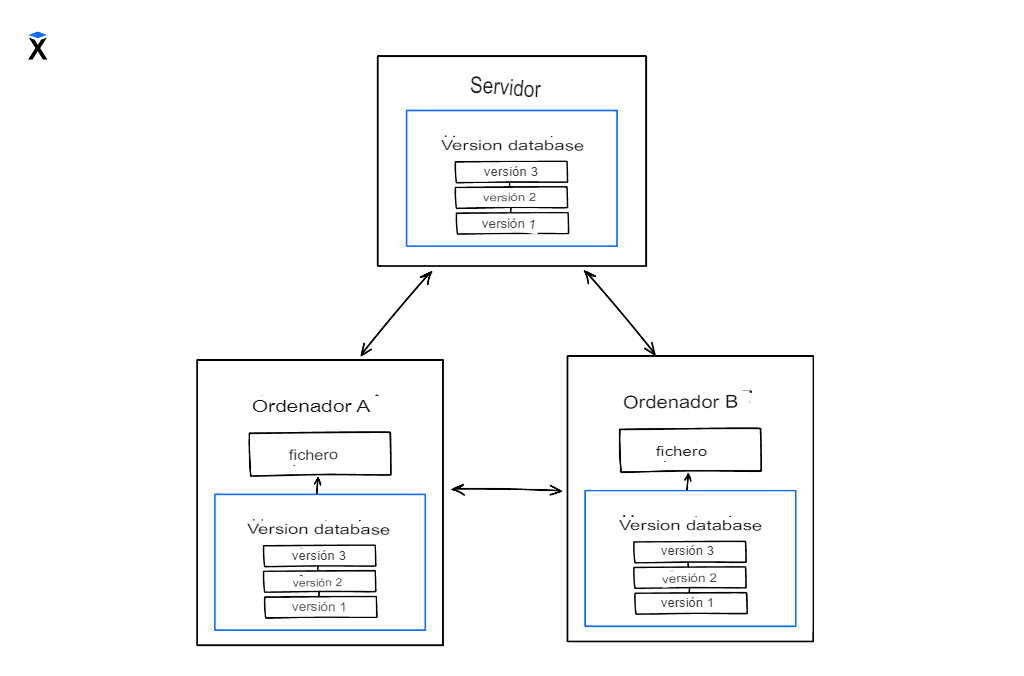 Servidor
Version database
versión 3
versión 2
versión 1
Ordenador A
fichero
Version database
versión 3
versión 2
versión 1
Ordenador B
fichero
Version database
versión 3
versión 2
versión 1